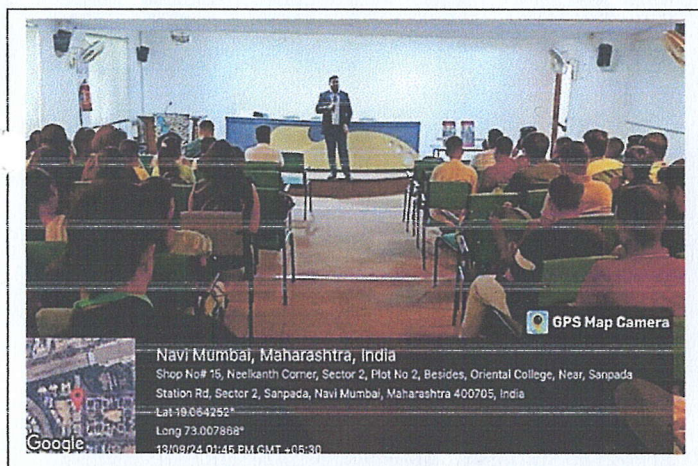 GPS Map Camera
Navi Mumbai, Maharashtra, India
Shop No# 15, Neelkanth Corner, Sector 2, Plot No 2, Besides, Oriental College, Near, Sanpada
Station Rd, Sector 2, Sanpada, Navi Mumbai, Maharashtra 400705, India
Lat 19.064252°
Long 73.007868°
13/09/24 01:45 PM GMT +05:30
Google